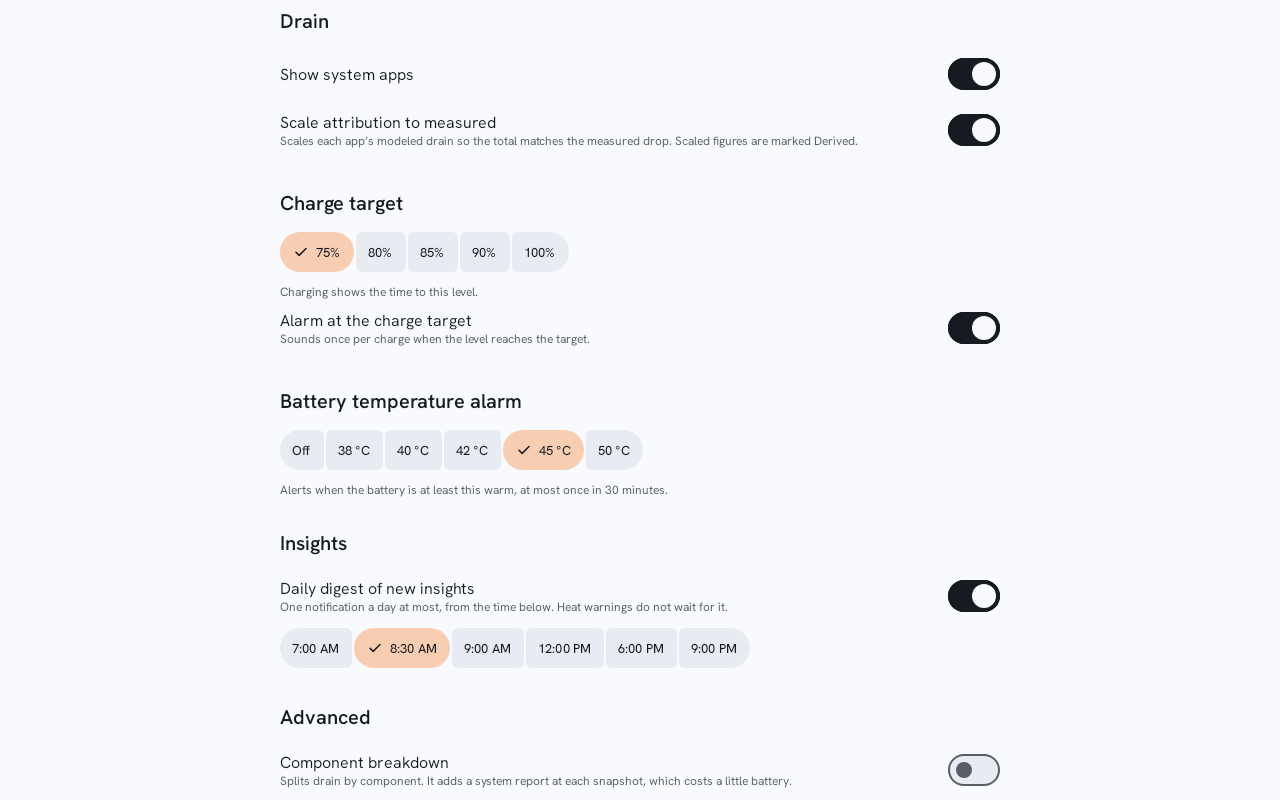 Drain
Show system apps
Scale attribution to measured
Scales each app’s modeled drain so the total matches the measured drop. Scaled figures are marked Derived.
Charge target
75% 80% 85% 90% 100%
Charging shows the time to this level.
Alarm at the charge target
Sounds once per charge when the level reaches the target.
Battery temperature alarm
Off 38 °C 40 °C 42 °C 45 °C 50 °C
Alerts when the battery is at least this warm, at most once in 30 minutes.
Insights
Daily digest of new insights
One notification a day at most, from the time below. Heat warnings do not wait for it.
7:00 AM 8:30 AM 9:00 AM 12:00 PM 6:00 PM 9:00 PM
Advanced
Component breakdown
Splits drain by component. It adds a system report at each snapshot, which costs a little battery.